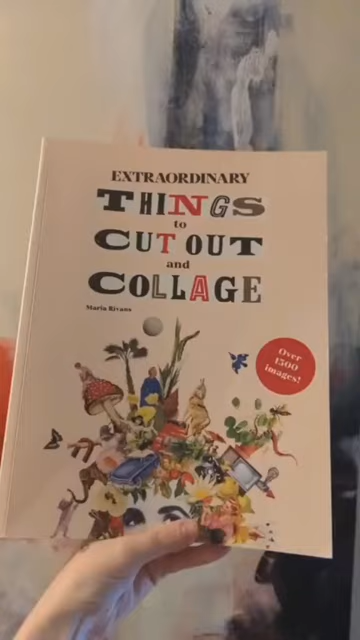 EXTRAORDINARY
THINGS
to
CUT OUT
and
COLLAGE
Maria Rivans
Over
1500
images!